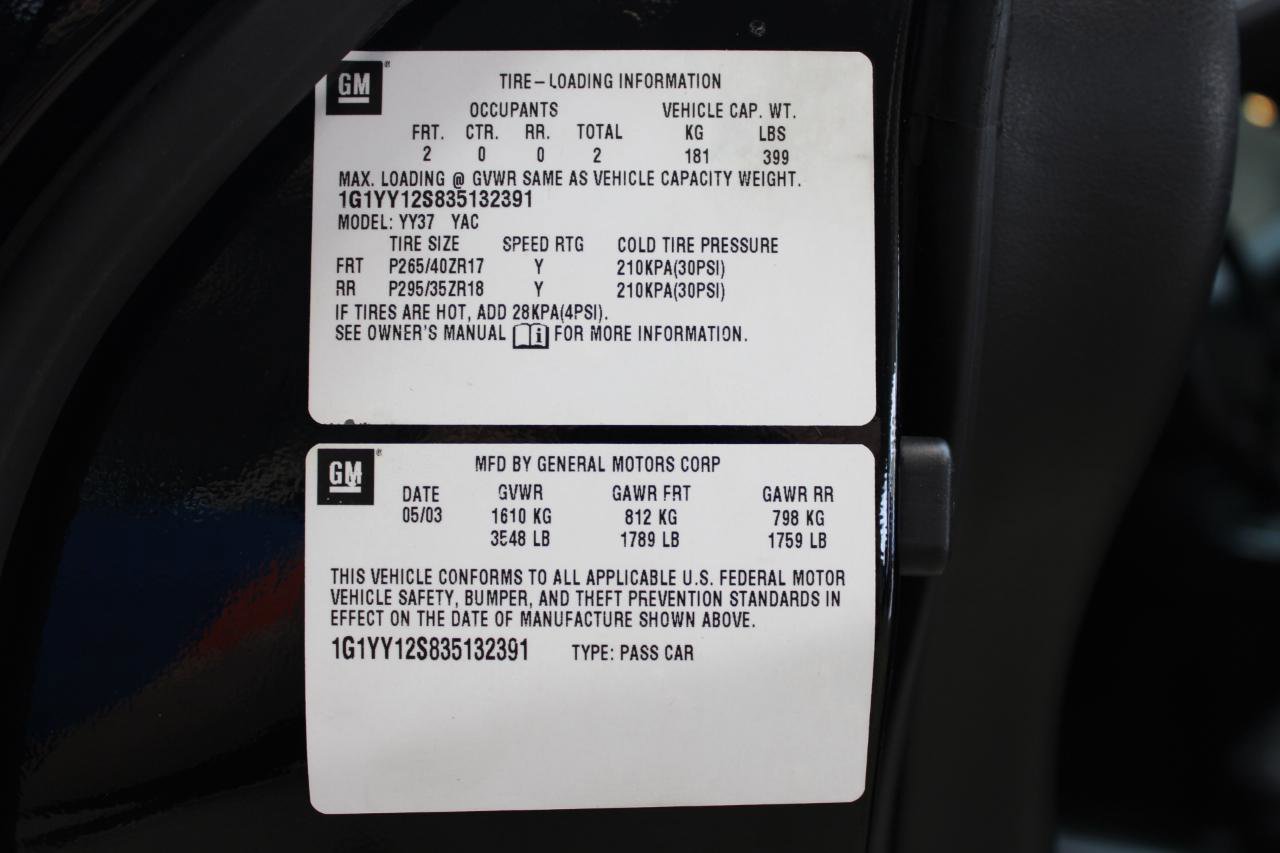 GM®
TIRE-LOADING INFORMATION
OCCUPANTS VEHICLE CAP. WT.
FRT. CTR. RR. TOTAL KG LBS
2 0 0 2 181 399
MAX. LOADING @ GVWR SAME AS VEHICLE CAPACITY WEIGHT.
1G1YY12S835132391
MODEL: YY37 YAC
TIRE SIZE SPEED RTG COLD TIRE PRESSURE
FRT P265/40ZR17 Y 210KPA(30PSI)
RR P295/35ZR18 Y 210KPA(30PSI)
IF TIRES ARE HOT, ADD 28KPA(4PSI).
SEE OWNER'S MANUAL i FOR MORE INFORMATION.
GM®
MFD BY GENERAL MOTORS CORP
DATE GVWR GAWR FRT GAWR RR
05/03 1610 KG 812 KG 798 KG
3548 LB 1789 LB 1759 LB
THIS VEHICLE CONFORMS TO ALL APPLICABLE U.S. FEDERAL MOTOR
VEHICLE SAFETY, BUMPER, AND THEFT PREVENTION STANDARDS IN
EFFECT ON THE DATE OF MANUFACTURE SHOWN ABOVE.
1G1YY12S835132391 TYPE: PASS CAR